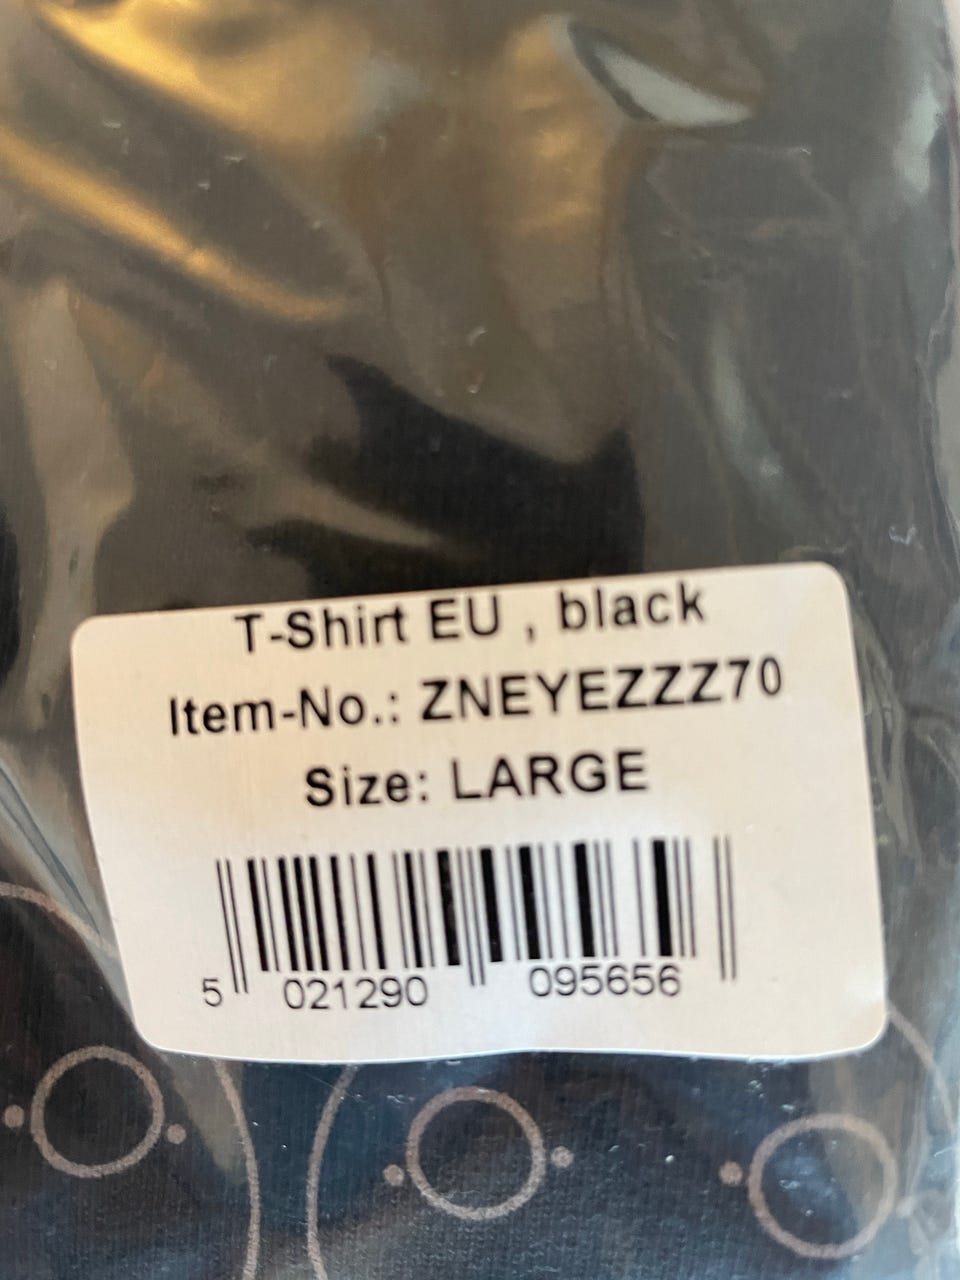 T-Shirt EU , black
Item-No.: ZNEYEZZZ70
Size: LARGE
5 021290 095656